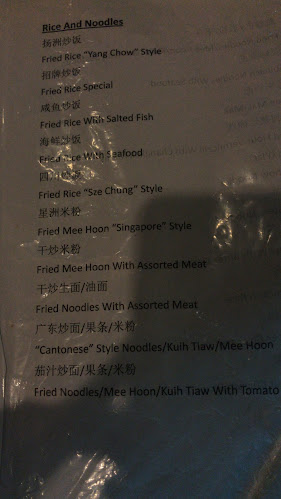 Rice And Noodles
扬洲炒饭
Fried Rice "Yang Chow" Style
招牌炒饭
Fried Rice Special
咸鱼炒饭
Fried Rice With Salted Fish
海鲜炒饭
Fried Rice With Seafood
四川炒饭
Fried Rice "Sze Chung" Style
星洲米粉
Fried Mee Hoon "Singapore" Style
干炒米粉
Fried Mee Hoon With Assorted Meat
干炒生面/油面
Fried Noodles With Assorted Meat
广东炒面/果条/米粉
"Cantonese" Style Noodles/Kuih Tiaw/Mee Hoon
茄汁炒面/果条/米粉
Fried Noodles/Mee Hoon/Kuih Tiaw With Tomato